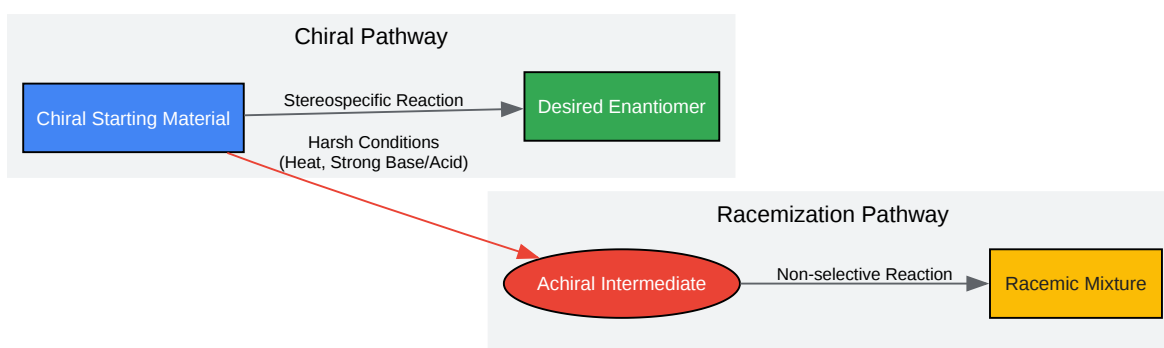 Chiral Pathway
Chiral Starting Material
Stereospecific Reaction
Desired Enantiomer
Harsh Conditions
(Heat, Strong Base/Acid)
Racemization Pathway
Achiral Intermediate
Non-selective Reaction
Racemic Mixture